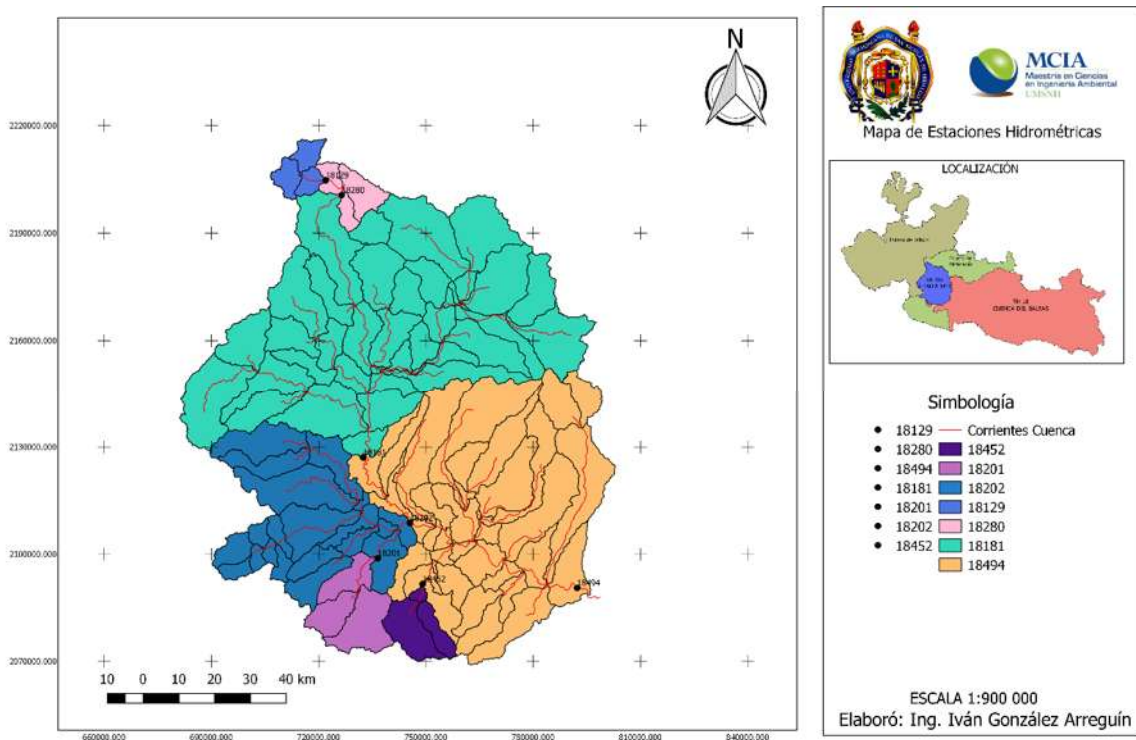 N
2220000.000
2190000.000
2160000.000
2130000.000
2100000.000
2070000.000
18129
18280
18181
18202
18201
18452
18494
10 0 10 20 30 40 km
660000.000 690000.000 720000.000 750000.000 780000.000 810000.000 840000.000
MCIA
Maestría en Ciencias
en Ingeniería Ambiental
UMSNH
Mapa de Estaciones Hidrométricas
LOCALIZACIÓN
CUENCA DEL BALSAS
Simbología
18129 Corrientes Cuenca
18280 18452
18494 18201
18181 18202
18201 18129
18202 18280
18452 18181
18494
ESCALA 1:900 000
Elaboró: Ing. Iván González Arreguín